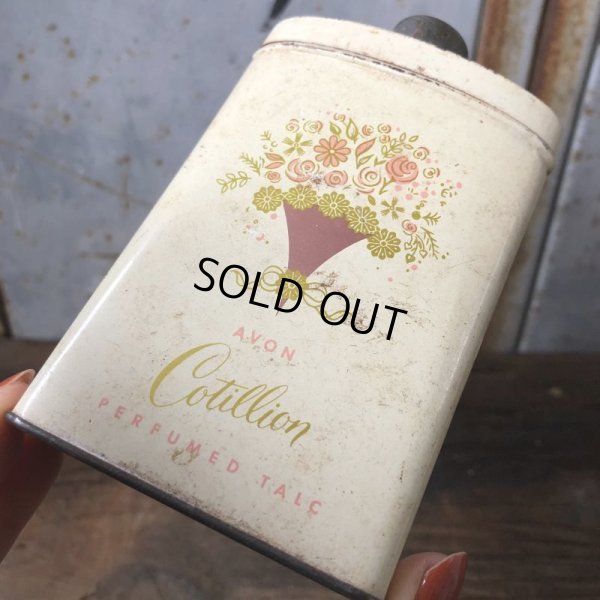 SOLD OUT
AVON
Cotillion
PERFUMED TALC